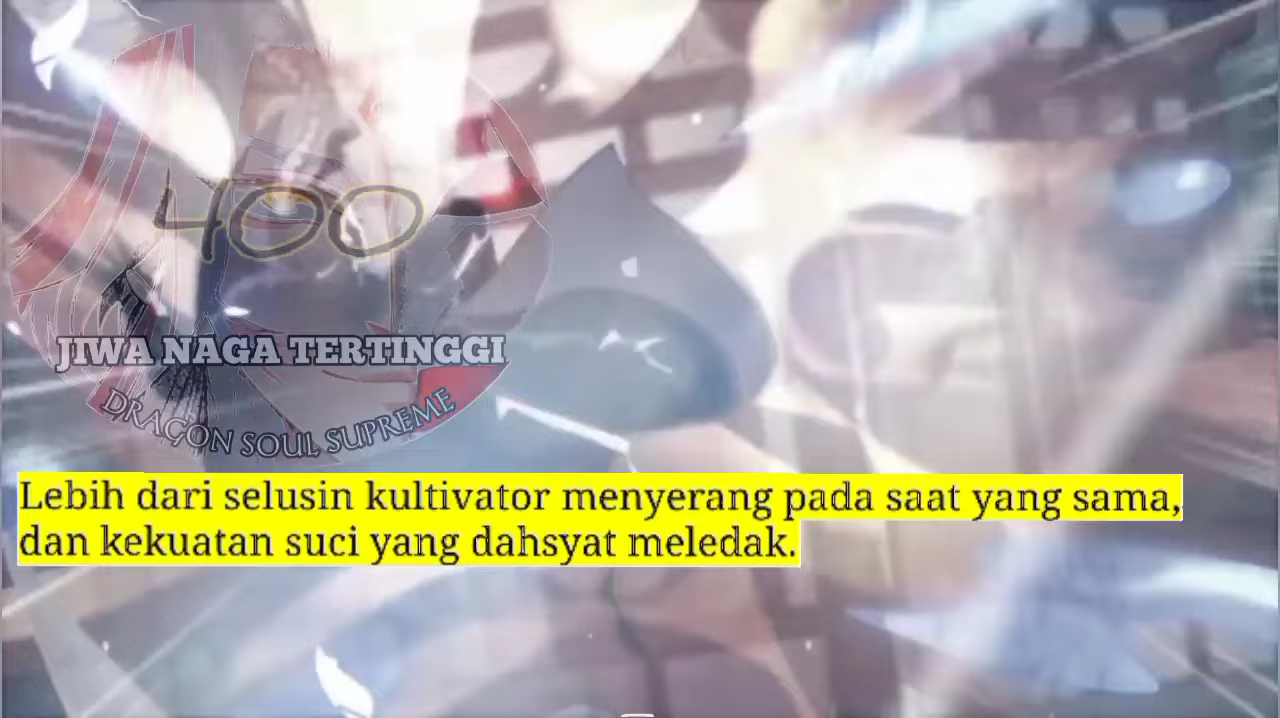 400
JIWA NAGA TERTINGGI
DRAGON SOUL SUPREME
Lebih dari selusin kultivator menyerang pada saat yang sama,
dan kekuatan suci yang dahsyat meledak.